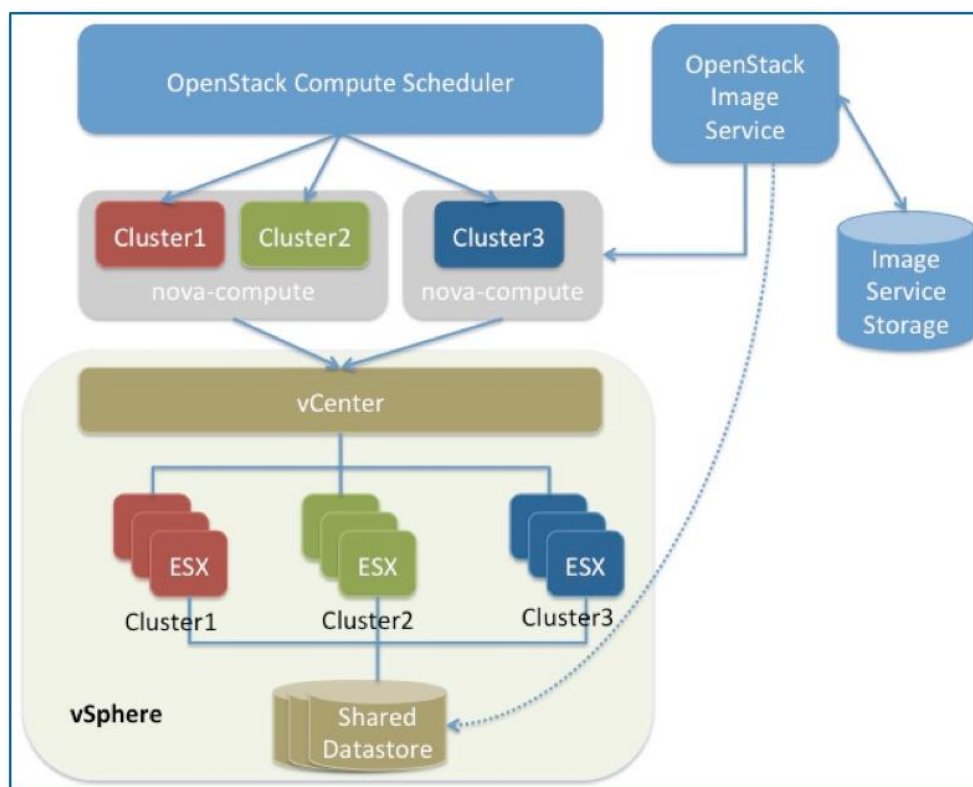 OpenStack Compute Scheduler
OpenStack
Image
Service
Cluster1
Cluster2
Cluster3
nova-compute
nova-compute
Image
Service
Storage
vCenter
ESX
ESX
ESX
Cluster1
Cluster2
Cluster3
vSphere
Shared
Datastore